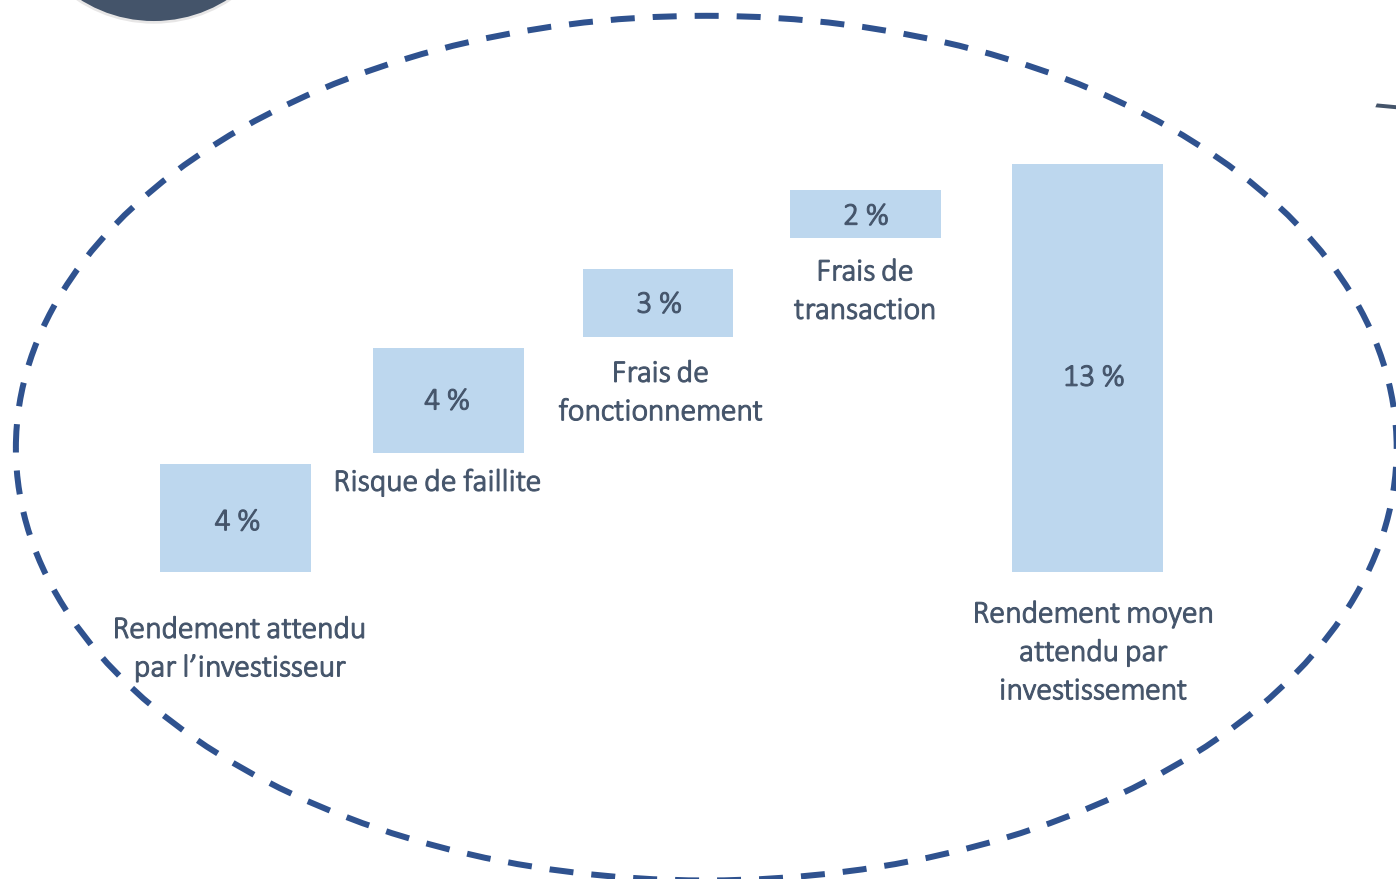 4 %
Rendement attendu
par l’investisseur
4 %
Risque de faillite
3 %
Frais de
fonctionnement
2 %
Frais de
transaction
13 %
Rendement moyen
attendu par
investissement